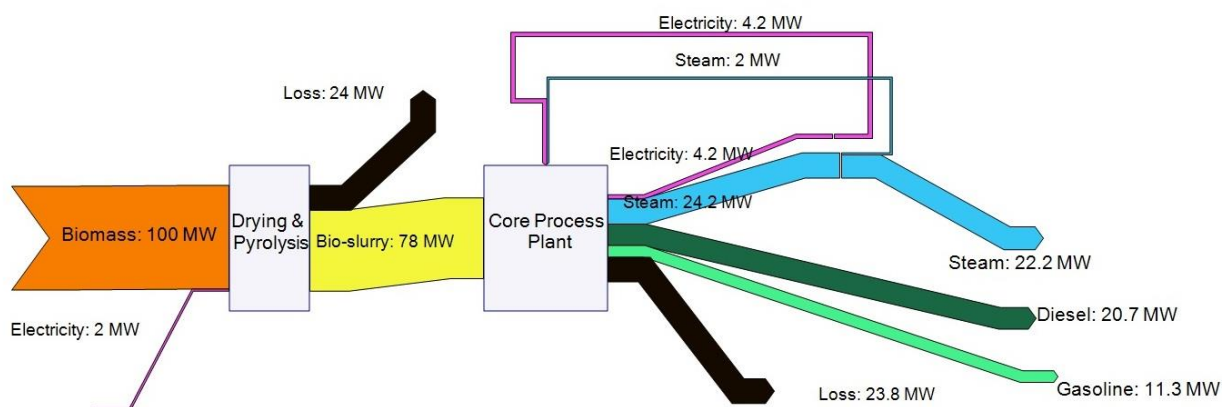 Electricity: 4.2 MW
Steam: 2 MW
Loss: 24 MW
Electricity: 4.2 MW
Drying &
Pyrolysis
Core Process
Plant
Steam: 24.2 MW
Biomass: 100 MW
Bio-slurry: 78 MW
Steam: 22.2 MW
Electricity: 2 MW
Diesel: 20.7 MW
Gasoline: 11.3 MW
Loss: 23.8 MW